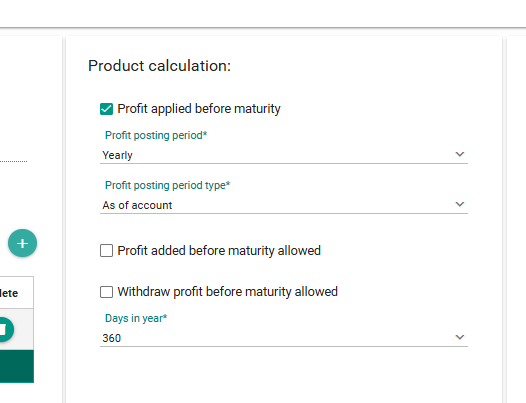 Product calculation:
Profit applied before maturity
Profit posting period*
Yearly
Profit posting period type*
As of account
Profit added before maturity allowed
lete
Withdraw profit before maturity allowed
Days in year*
360